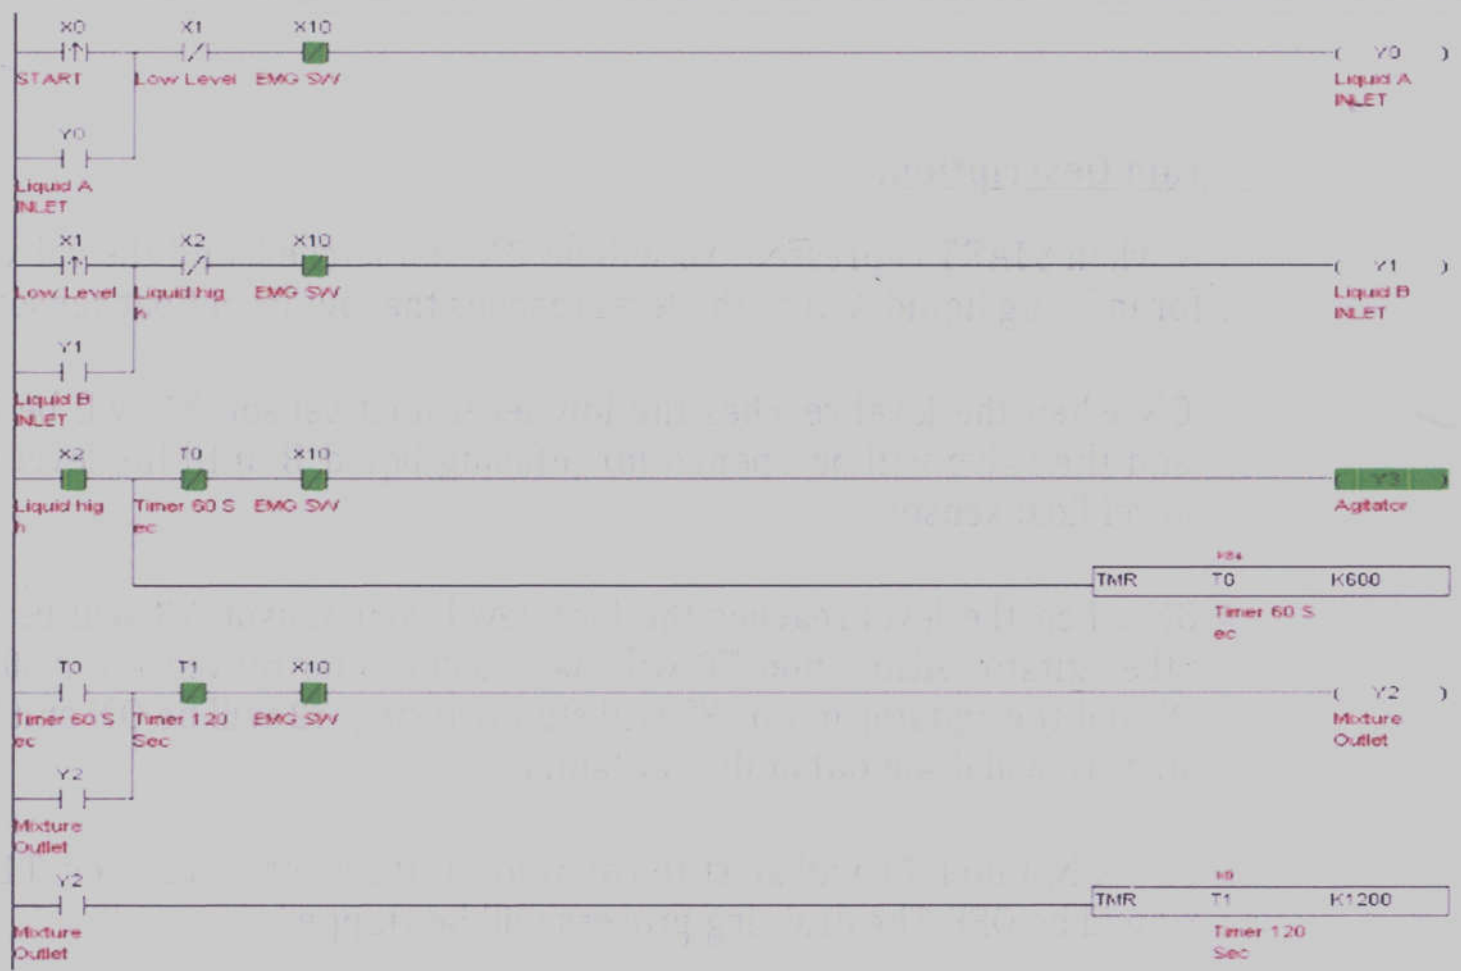 X0 X1 X10
( Y0 )
START Low Level EMG SW
Liquid A
INLET
Y0
Liquid A
INLET
X1 X2 X10
( Y1 )
Low Level Liquid hig EMG SW
h
Liquid B
INLET
Y1
Liquid B
INLET
X2 T0 X10
( Y3 )
Liquid hig Timer 60 S EMG SW
h ec
Agitator
TMR T0 K600
Timer 60 S
ec
T0 T1 X10
( Y2 )
Timer 60 S Timer 120 EMG SW
ec Sec
Mixture
Outlet
Y2
Mixture
Outlet
Y2
TMR T1 K1200
Mixture
Outlet
Timer 120
Sec